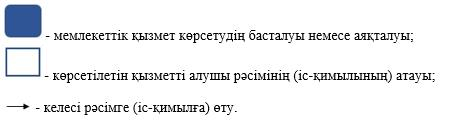 - мемлекеттік қызмет көрсетудің басталуы немесе аяқталуы;
- көрсетілетін қызметті алушы рәсімінің (іс-қимылының) атауы;
- келесі рәсімге (іс-қимылға) өту.